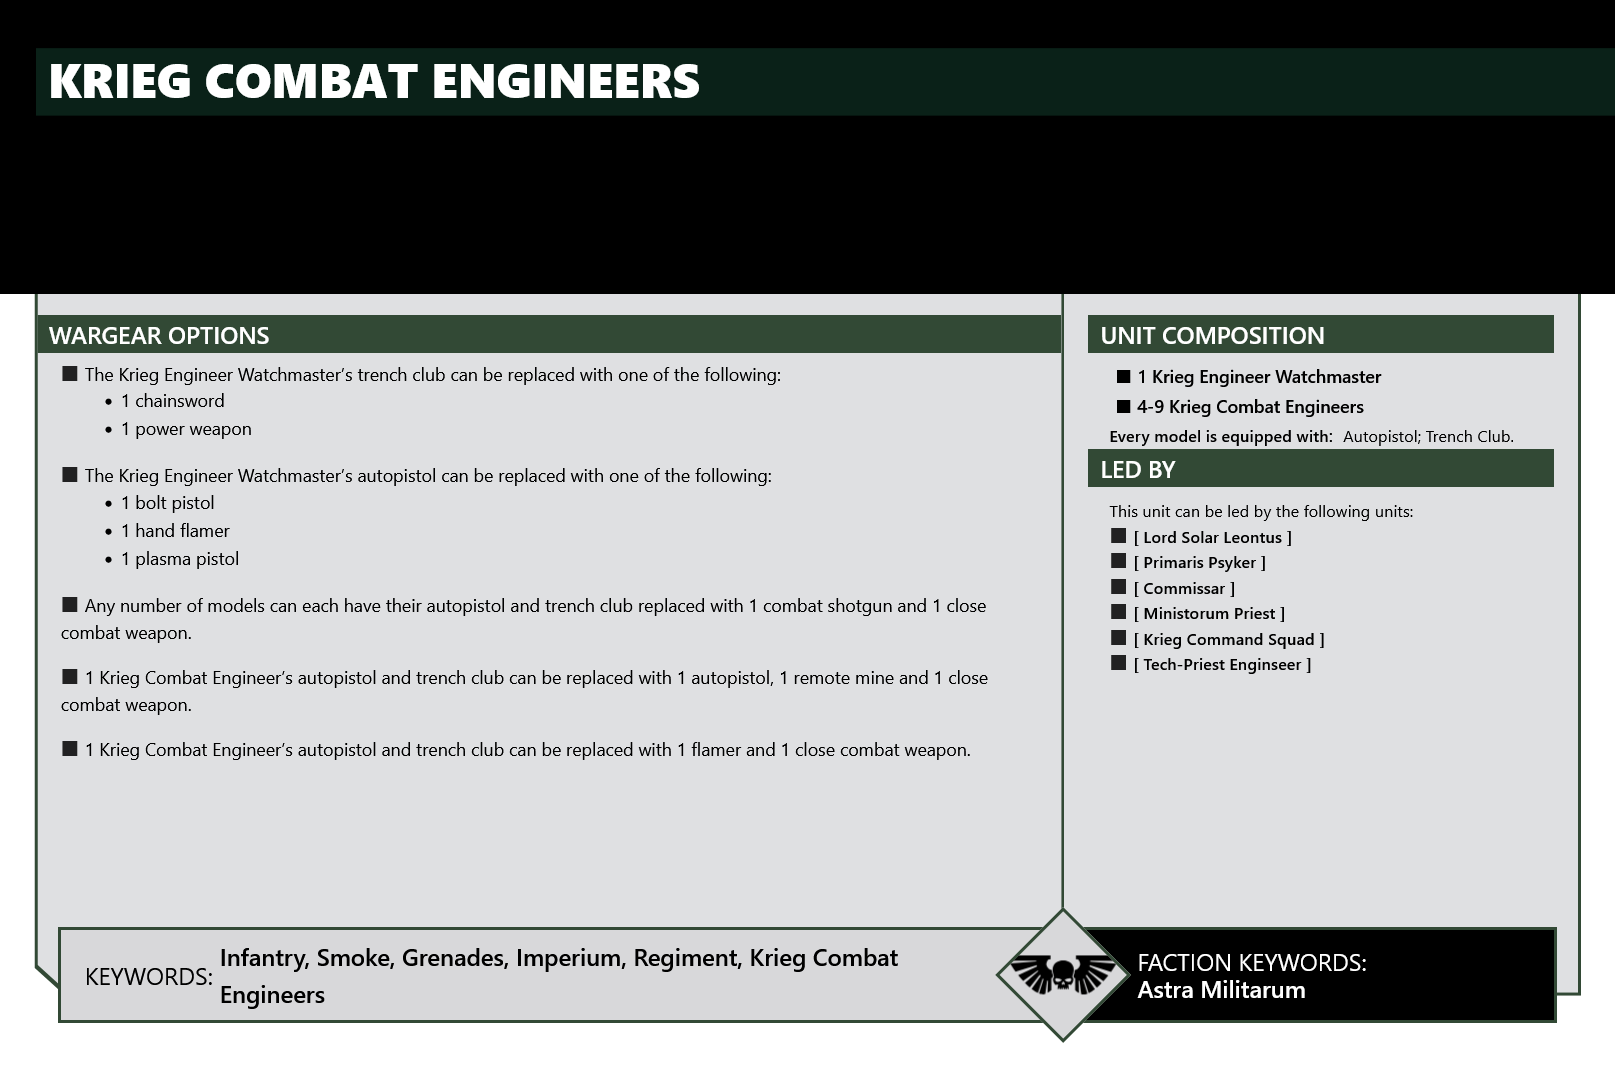 KRIEG COMBAT ENGINEERS
WARGEAR OPTIONS
■ The Krieg Engineer Watchmaster’s trench club can be replaced with one of the following:
• 1 chainsword
• 1 power weapon
■ The Krieg Engineer Watchmaster’s autopistol can be replaced with one of the following:
• 1 bolt pistol
• 1 hand flamer
• 1 plasma pistol
■ Any number of models can each have their autopistol and trench club replaced with 1 combat shotgun and 1 close
combat weapon.
■ 1 Krieg Combat Engineer’s autopistol and trench club can be replaced with 1 autopistol, 1 remote mine and 1 close
combat weapon.
■ 1 Krieg Combat Engineer’s autopistol and trench club can be replaced with 1 flamer and 1 close combat weapon.
UNIT COMPOSITION
■ 1 Krieg Engineer Watchmaster
■ 4-9 Krieg Combat Engineers
Every model is equipped with: Autopistol; Trench Club.
LED BY
This unit can be led by the following units:
■ [ Lord Solar Leontus ]
■ [ Primaris Psyker ]
■ [ Commissar ]
■ [ Ministorum Priest ]
■ [ Krieg Command Squad ]
■ [ Tech-Priest Enginseer ]
KEYWORDS: Infantry, Smoke, Grenades, Imperium, Regiment, Krieg Combat
Engineers
FACTION KEYWORDS:
Astra Militarum